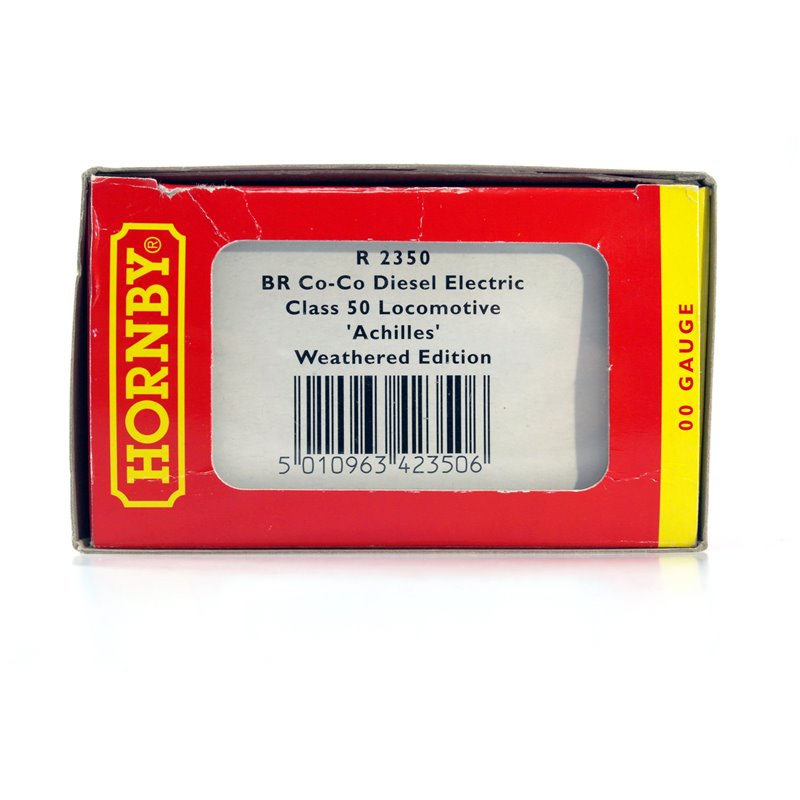 HORNBY®
R 2350
BR Co-Co Diesel Electric
Class 50 Locomotive
'Achilles'
Weathered Edition
5 010963 423506
00 GAUGE